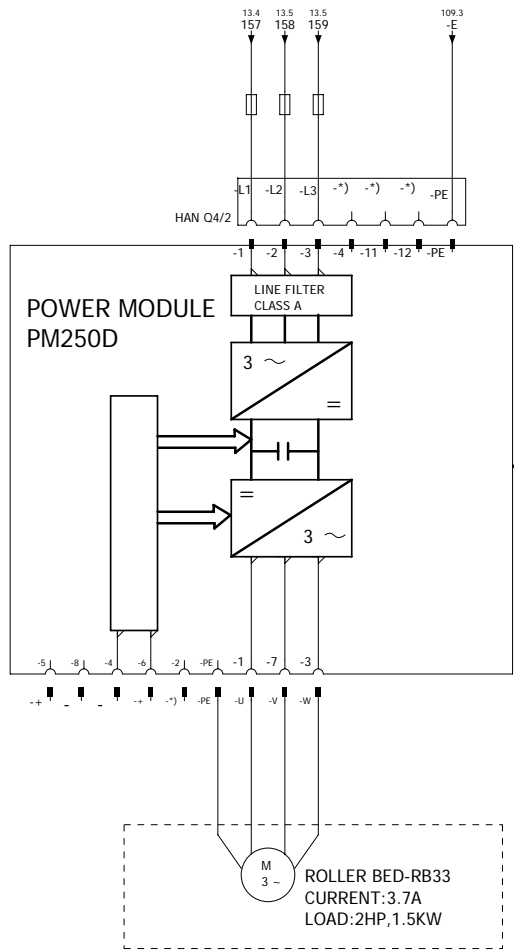 13.4 13.5 13.5 109.3
157 158 159 -E
-L1 -L2 -L3 -*) -*) -*) -PE
HAN Q4/2
-1 -2 -3 -4 -11 -12 -PE
POWER MODULE
PM250D
LINE FILTER
CLASS A
3 ~
=
=
3 ~
-5 -8 -4 -6 -2 -PE -1 -7 -3
-+ - - -+ -*) -PE -U -V -W
M
3 ~
ROLLER BED-RB33
CURRENT:3.7A
LOAD:2HP,1.5KW